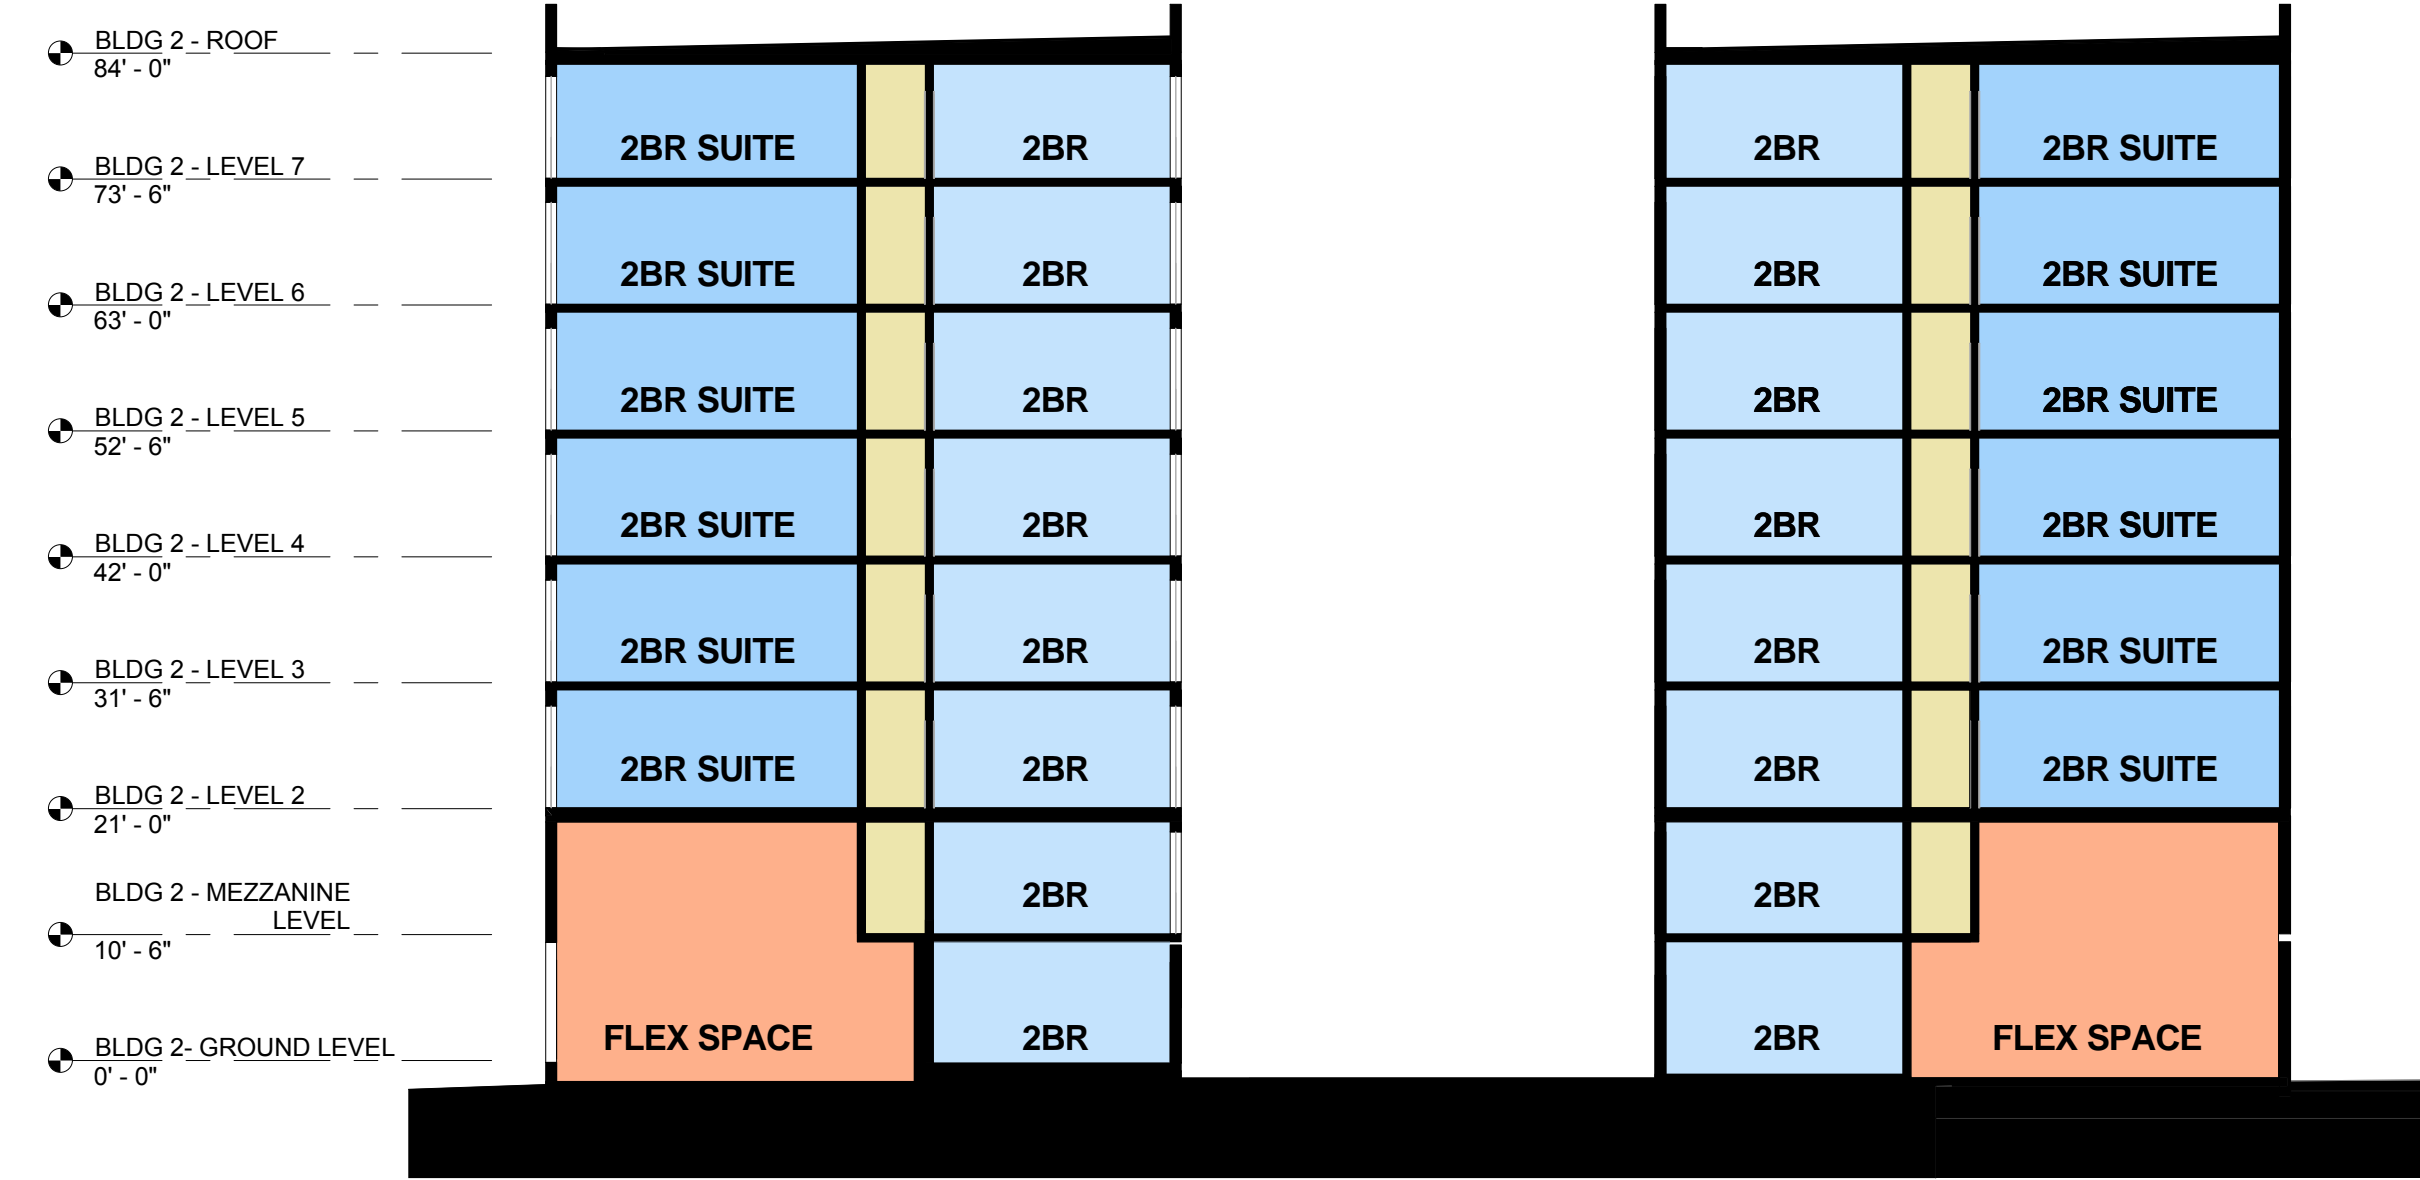 BLDG 2 - ROOF
84' - 0"
2BR SUITE 2BR 2BR 2BR SUITE
BLDG 2 - LEVEL 7
73' - 6"
2BR SUITE 2BR 2BR 2BR SUITE
BLDG 2 - LEVEL 6
63' - 0"
2BR SUITE 2BR 2BR 2BR SUITE
BLDG 2 - LEVEL 5
52' - 6"
2BR SUITE 2BR 2BR 2BR SUITE
BLDG 2 - LEVEL 4
42' - 0"
2BR SUITE 2BR 2BR 2BR SUITE
BLDG 2 - LEVEL 3
31' - 6"
2BR SUITE 2BR 2BR 2BR SUITE
BLDG 2 - LEVEL 2
21' - 0"
2BR 2BR
BLDG 2 - MEZZANINE
LEVEL
10' - 6"
FLEX SPACE 2BR 2BR FLEX SPACE
BLDG 2- GROUND LEVEL
0' - 0"